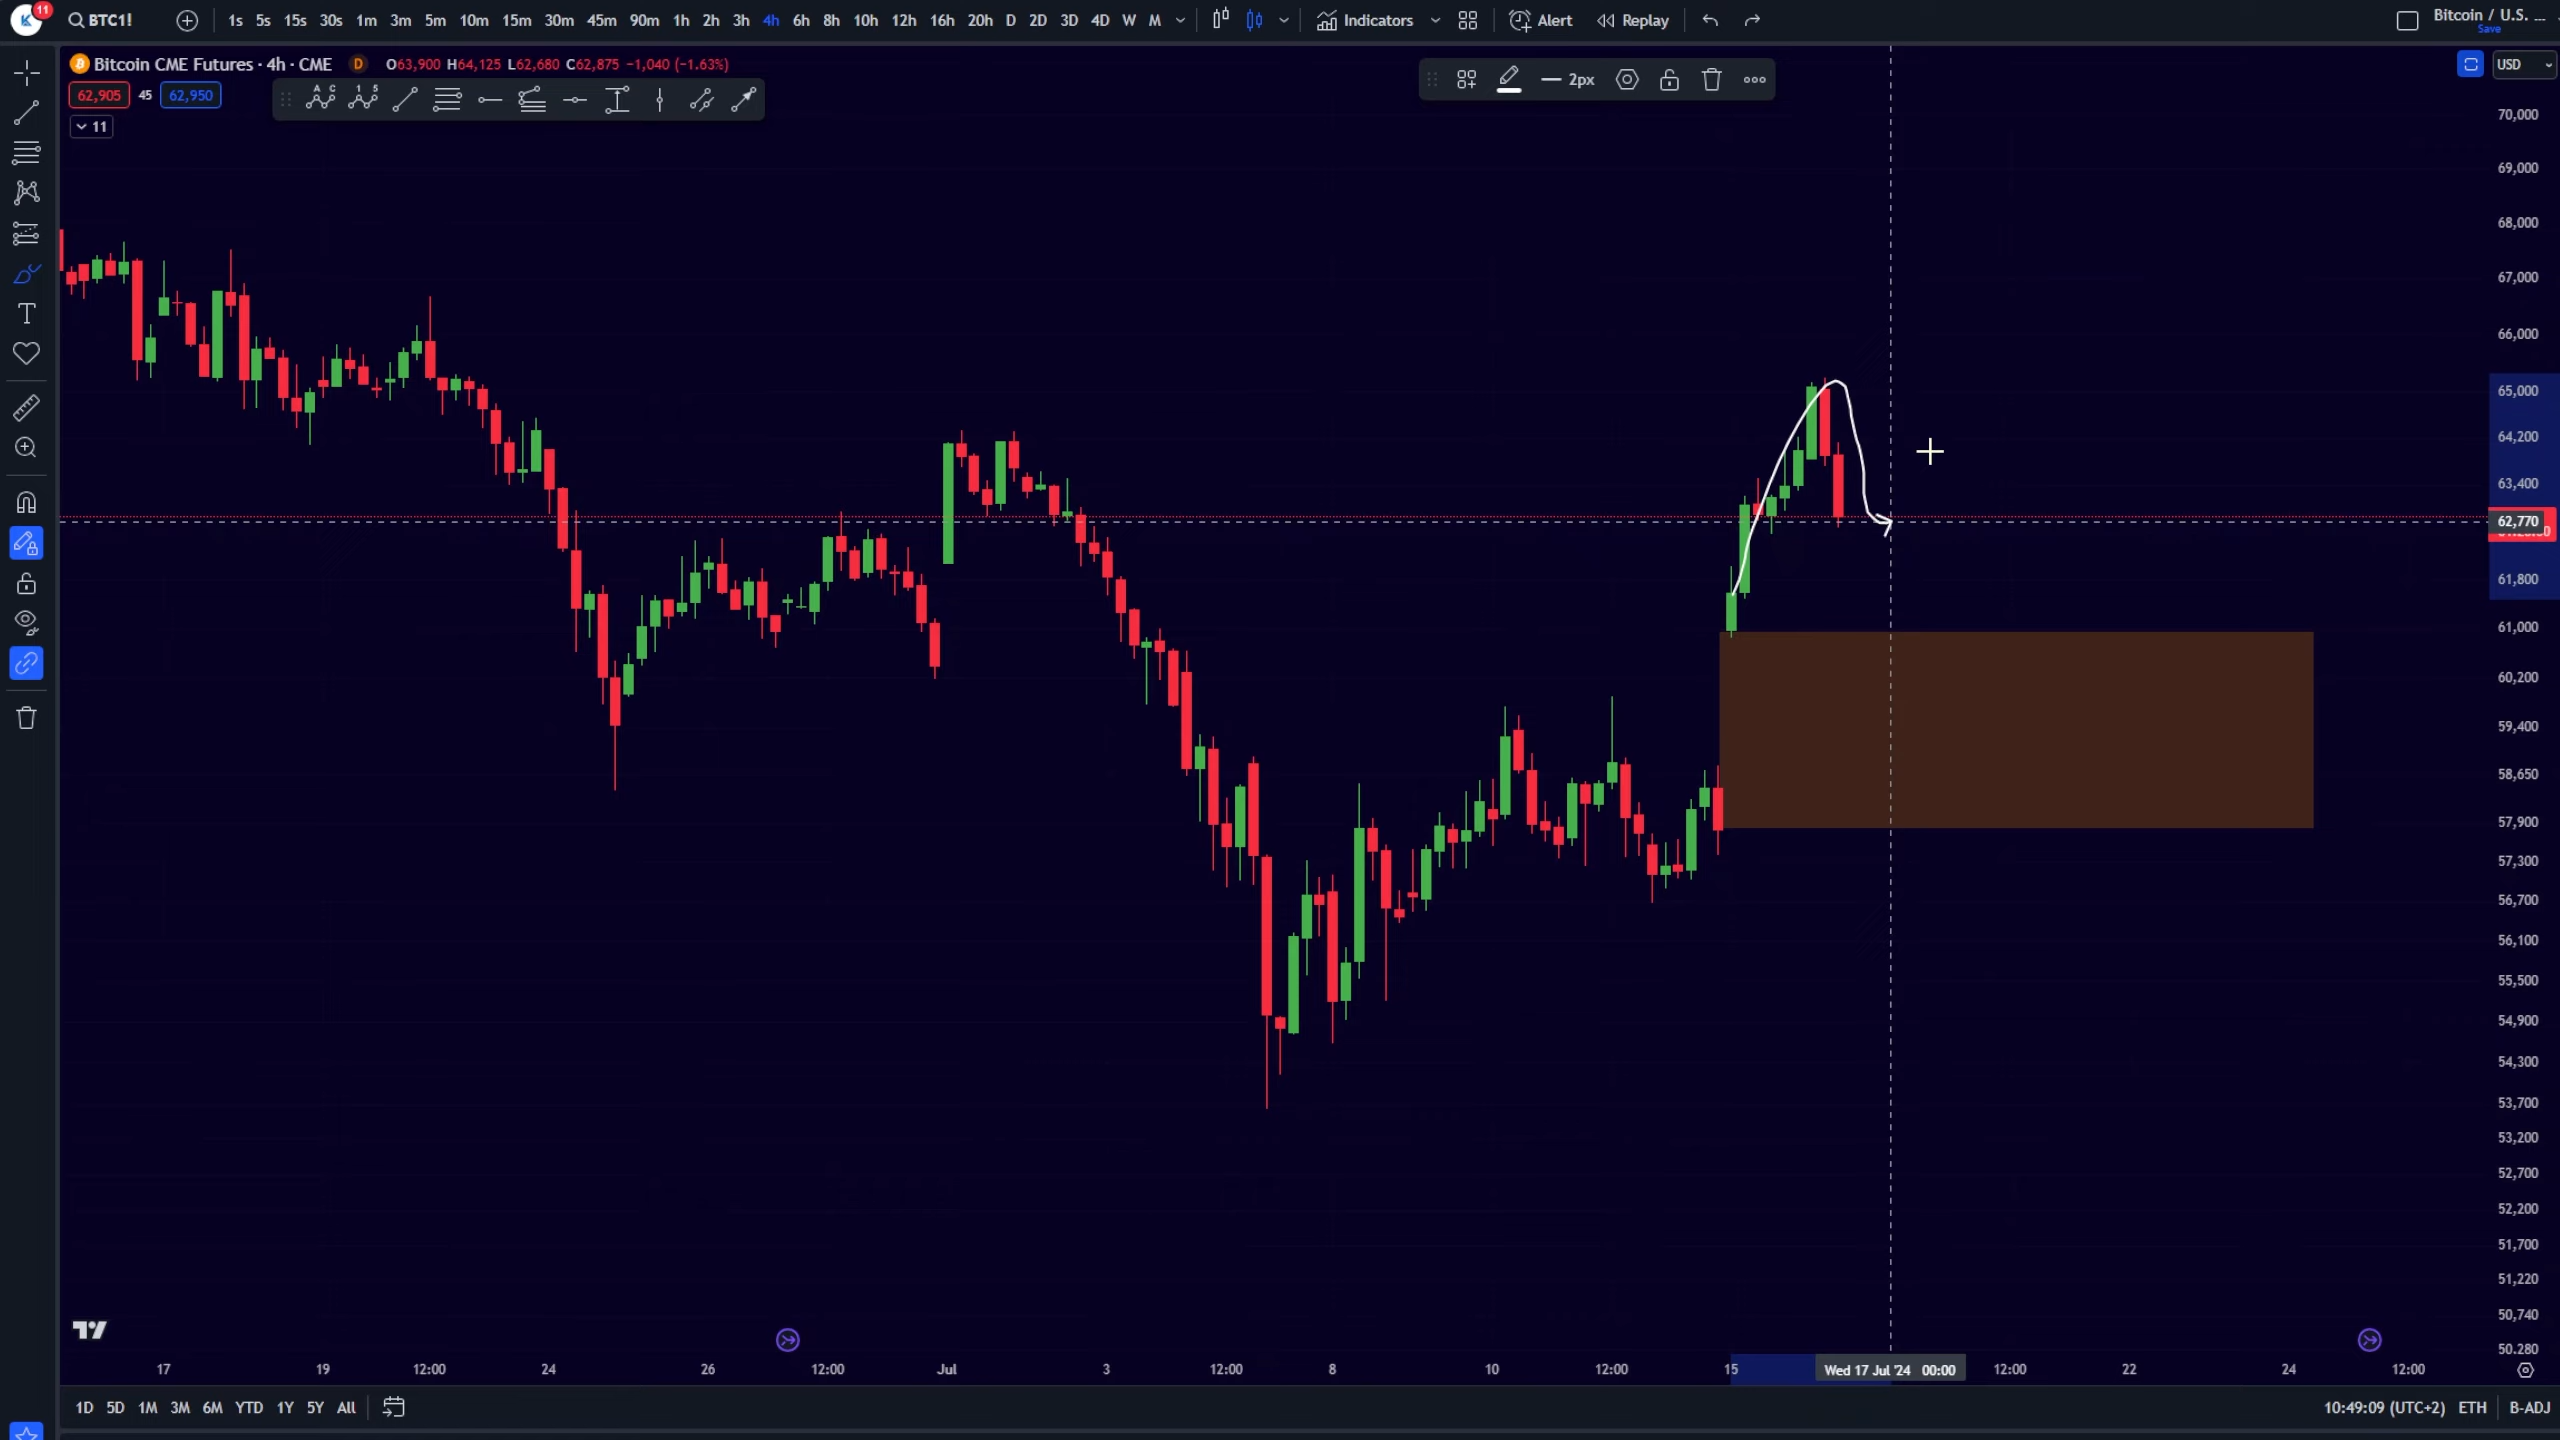 11
BTC1!
1s 5s 15s 30s 1m 3m 5m 10m 15m 30m 45m 90m 1h 2h 3h 4h 6h 8h 10h 12h 16h 20h D 2D 3D 4D W M
Indicators
Alert
Replay
Bitcoin / U.S. ...
Save
Bitcoin CME Futures · 4h · CME D O63,900 H64,125 L62,680 C62,875 −1,040 (−1.63%)
62,905 45 62,950
11
A C
1 5
2px
USD
70,000
69,000
68,000
67,000
66,000
65,000
64,200
63,400
62,770
61,800
61,000
60,200
59,400
58,650
57,900
57,300
56,700
56,100
55,500
54,900
54,300
53,700
53,200
52,700
52,200
51,700
51,220
50,740
50,280
17 19 12:00 24 26 12:00 Jul 3 12:00 8 10 12:00 15 Wed 17 Jul '24 00:00 12:00 22 24 12:00
1D 5D 1M 3M 6M YTD 1Y 5Y All
10:49:09 (UTC+2) ETH B-ADJ